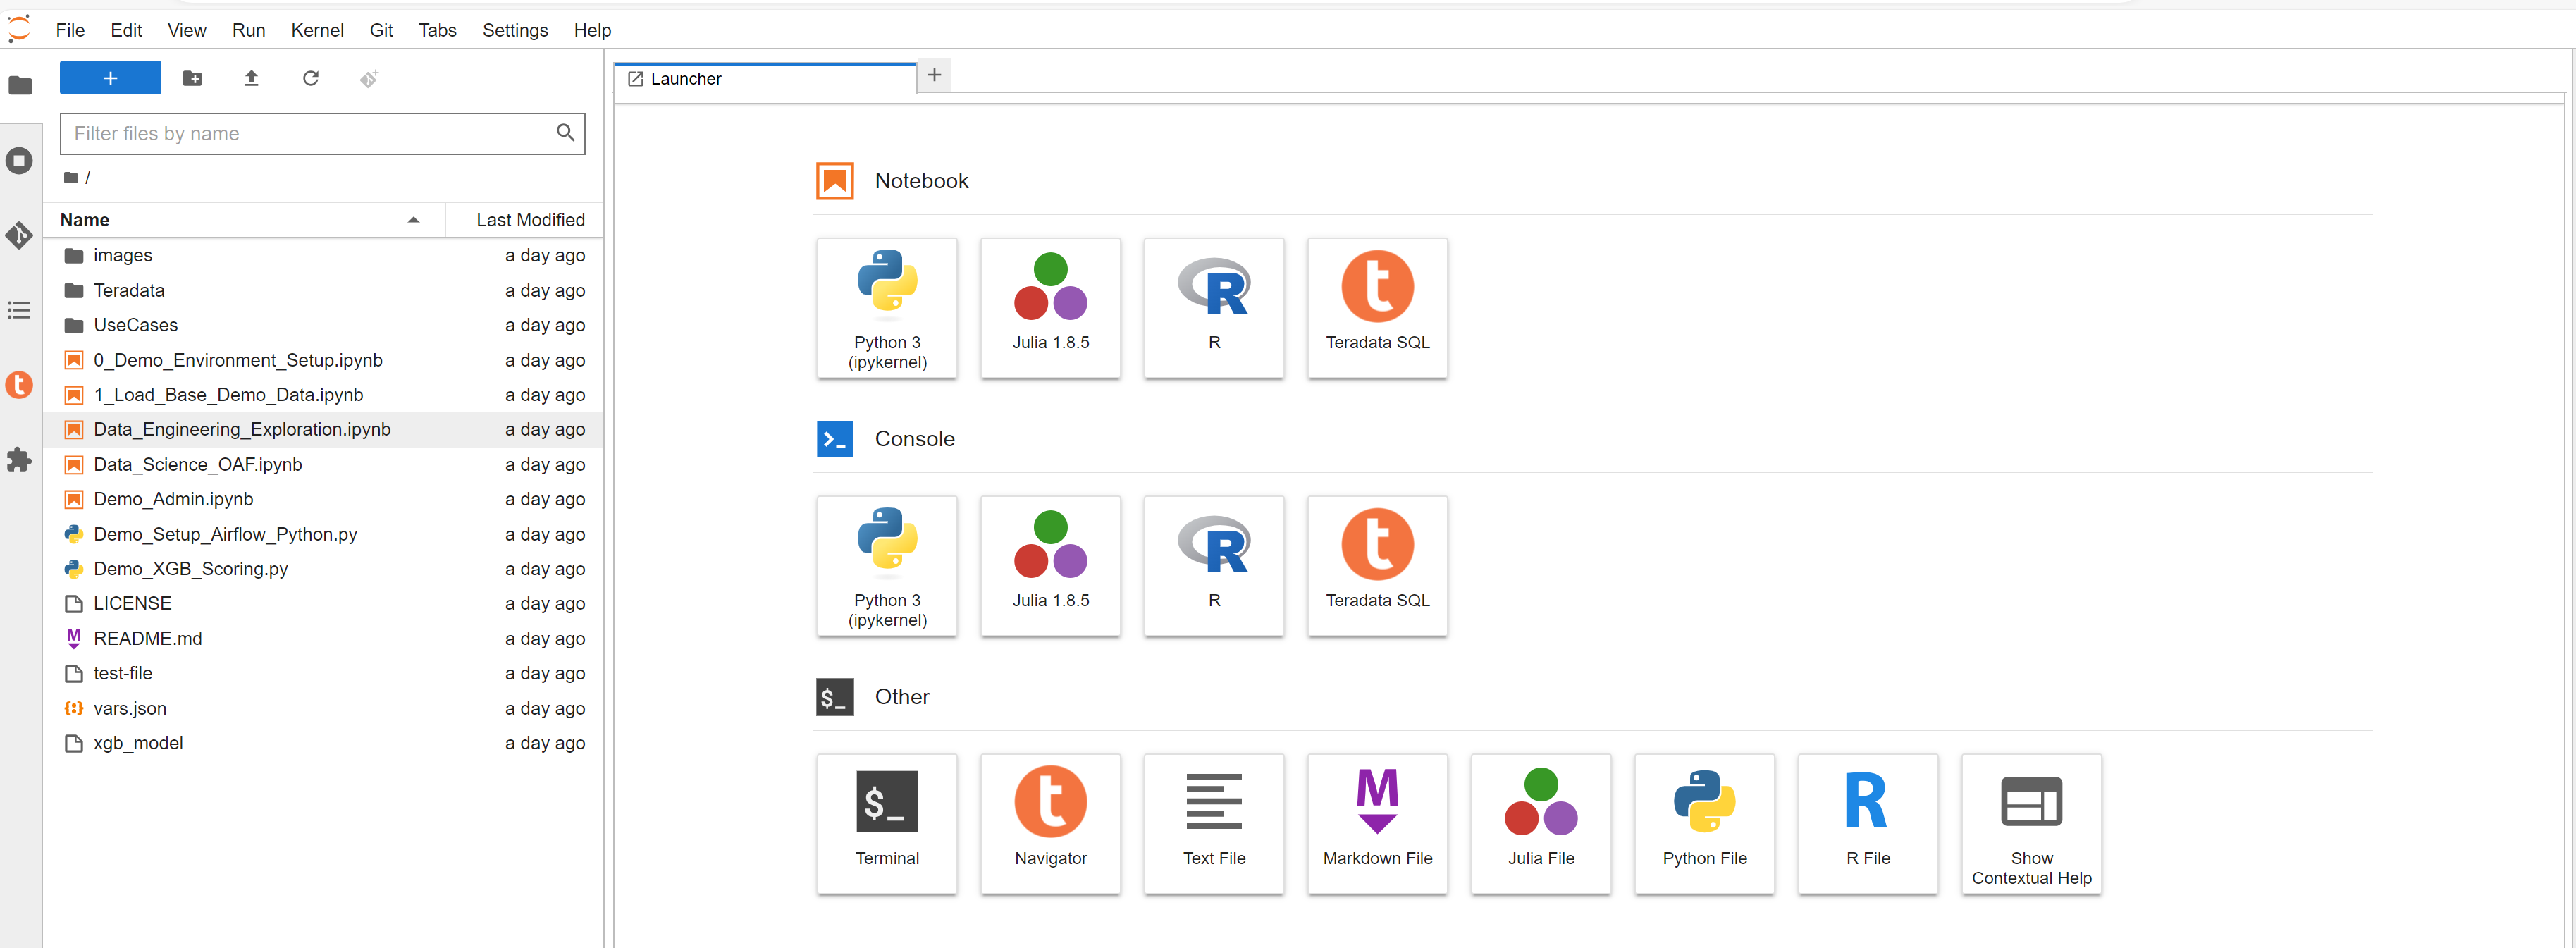 File Edit View Run Kernel Git Tabs Settings Help
Filter files by name
/
Name Last Modified
images a day ago
Teradata a day ago
UseCases a day ago
0_Demo_Environment_Setup.ipynb a day ago
1_Load_Base_Demo_Data.ipynb a day ago
Data_Engineering_Exploration.ipynb a day ago
Data_Science_OAF.ipynb a day ago
Demo_Admin.ipynb a day ago
Demo_Setup_Airflow_Python.py a day ago
Demo_XGB_Scoring.py a day ago
LICENSE a day ago
README.md a day ago
test-file a day ago
vars.json a day ago
xgb_model a day ago
Launcher
Notebook
Python 3
(ipykernel)
Julia 1.8.5
R
Teradata SQL
Console
Python 3
(ipykernel)
Julia 1.8.5
R
Teradata SQL
$_ Other
$_
Terminal
Navigator
Text File
Markdown File
Julia File
Python File
R File
Show
Contextual Help